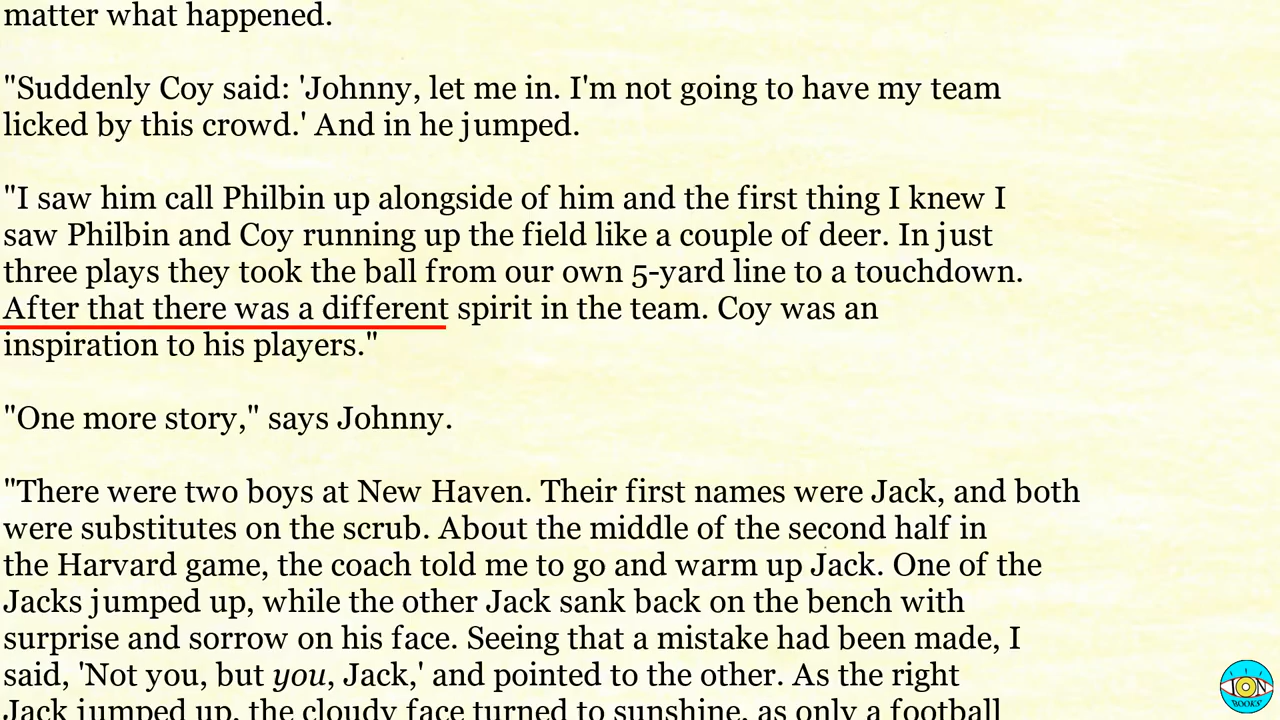 matter what happened.
"Suddenly Coy said: 'Johnny, let me in. I'm not going to have my team
licked by this crowd.' And in he jumped.
"I saw him call Philbin up alongside of him and the first thing I knew I
saw Philbin and Coy running up the field like a couple of deer. In just
three plays they took the ball from our own 5-yard line to a touchdown.
After that there was a different spirit in the team. Coy was an
inspiration to his players."
"One more story," says Johnny.
"There were two boys at New Haven. Their first names were Jack, and both
were substitutes on the scrub. About the middle of the second half in
the Harvard game, the coach told me to go and warm up Jack. One of the
Jacks jumped up, while the other Jack sank back on the bench with
surprise and sorrow on his face. Seeing that a mistake had been made, I
said, 'Not you, but you, Jack,' and pointed to the other. As the right
Jack jumped up, the cloudy face turned to sunshine, as only a football
ION
BOOKS